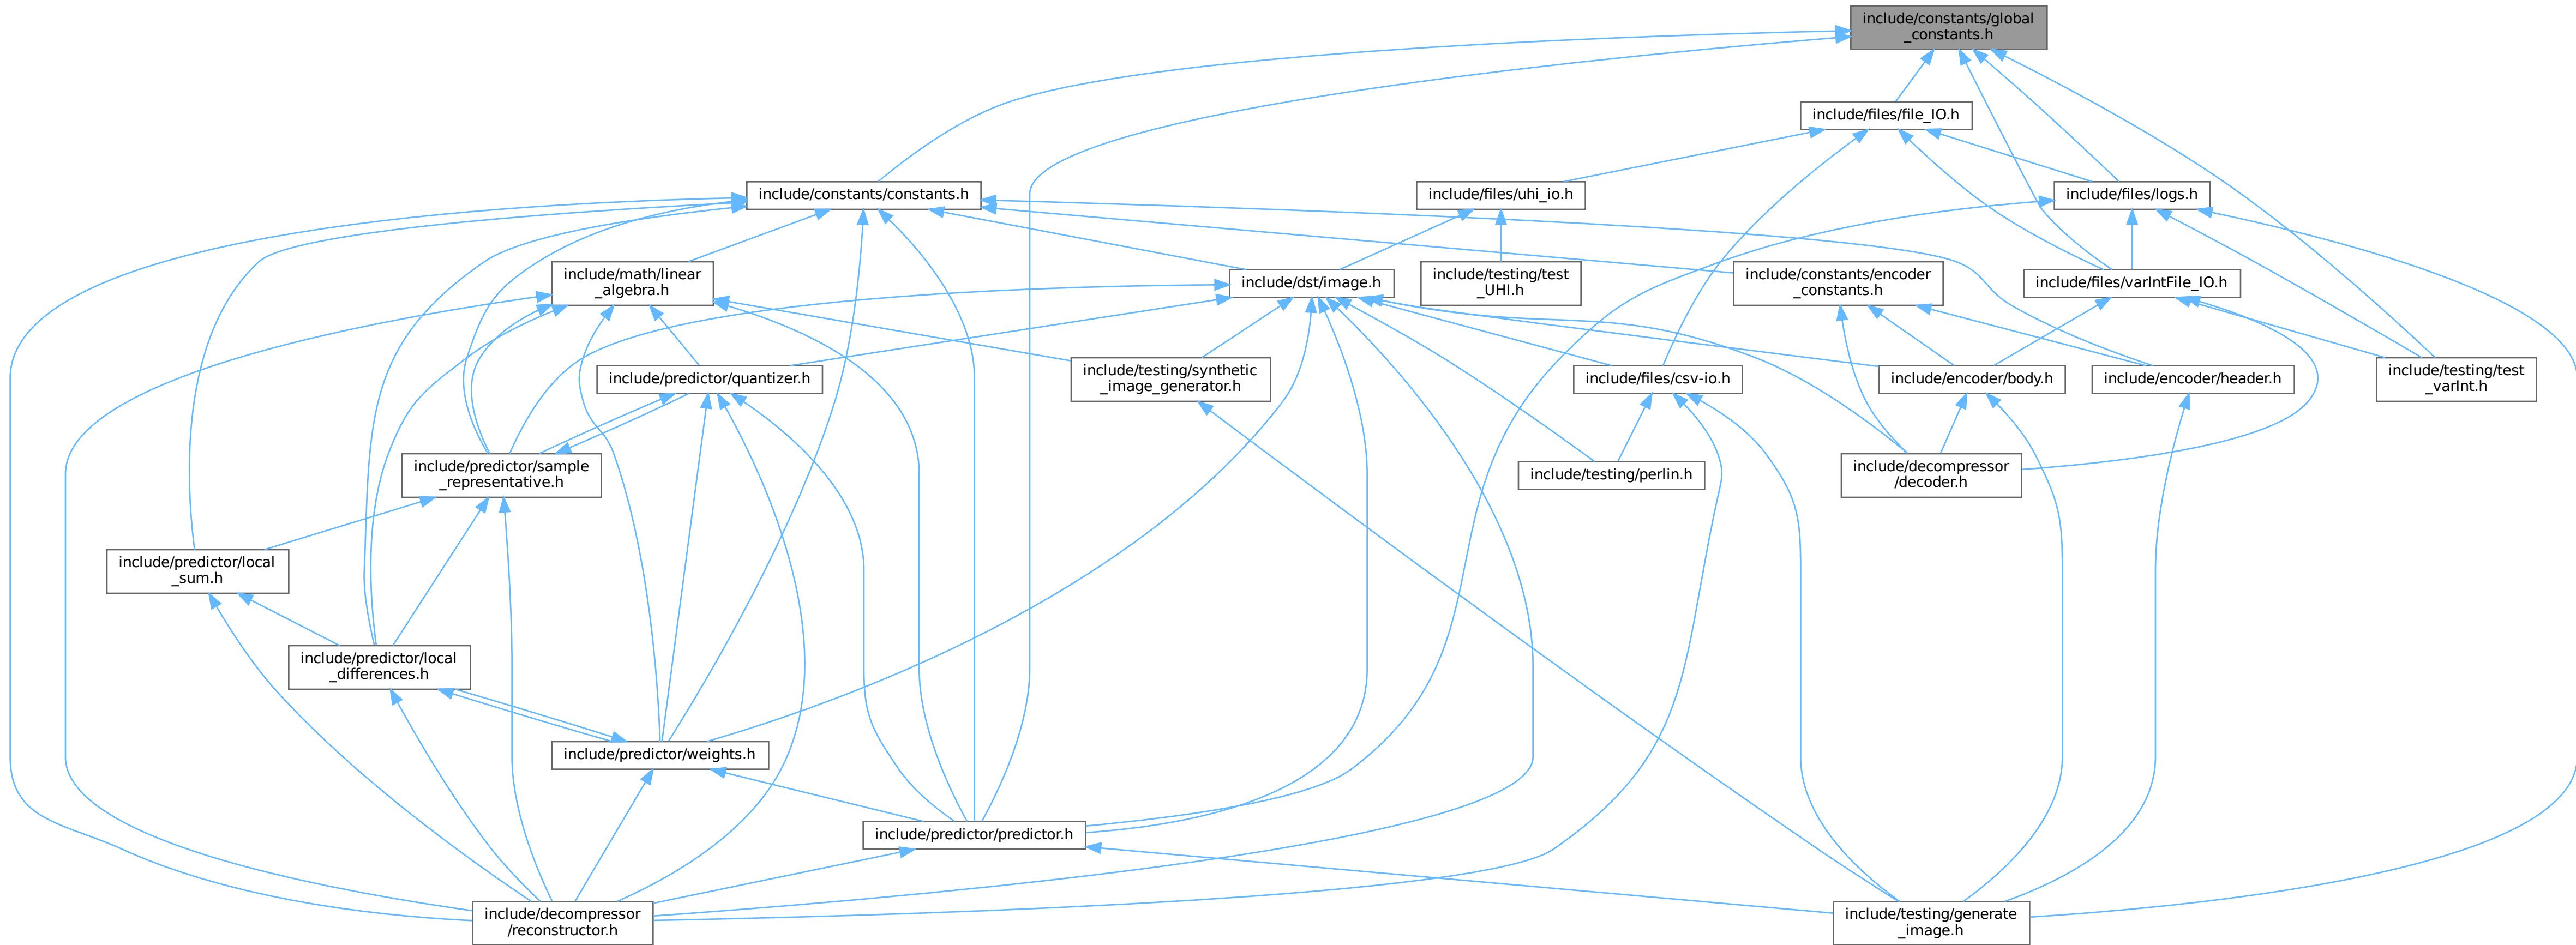 include/constants/global
_constants.h
include/files/file_IO.h
include/constants/constants.h
include/files/uhi_io.h
include/files/logs.h
include/math/linear
_algebra.h
include/dst/image.h
include/testing/test
_UHI.h
include/constants/encoder
_constants.h
include/files/varIntFile_IO.h
include/predictor/quantizer.h
include/testing/synthetic
_image_generator.h
include/files/csv-io.h
include/encoder/body.h
include/encoder/header.h
include/testing/test
_varInt.h
include/predictor/sample
_representative.h
include/testing/perlin.h
include/decompressor
/decoder.h
include/predictor/local
_sum.h
include/predictor/local
_differences.h
include/predictor/weights.h
include/predictor/predictor.h
include/decompressor
/reconstructor.h
include/testing/generate
_image.h